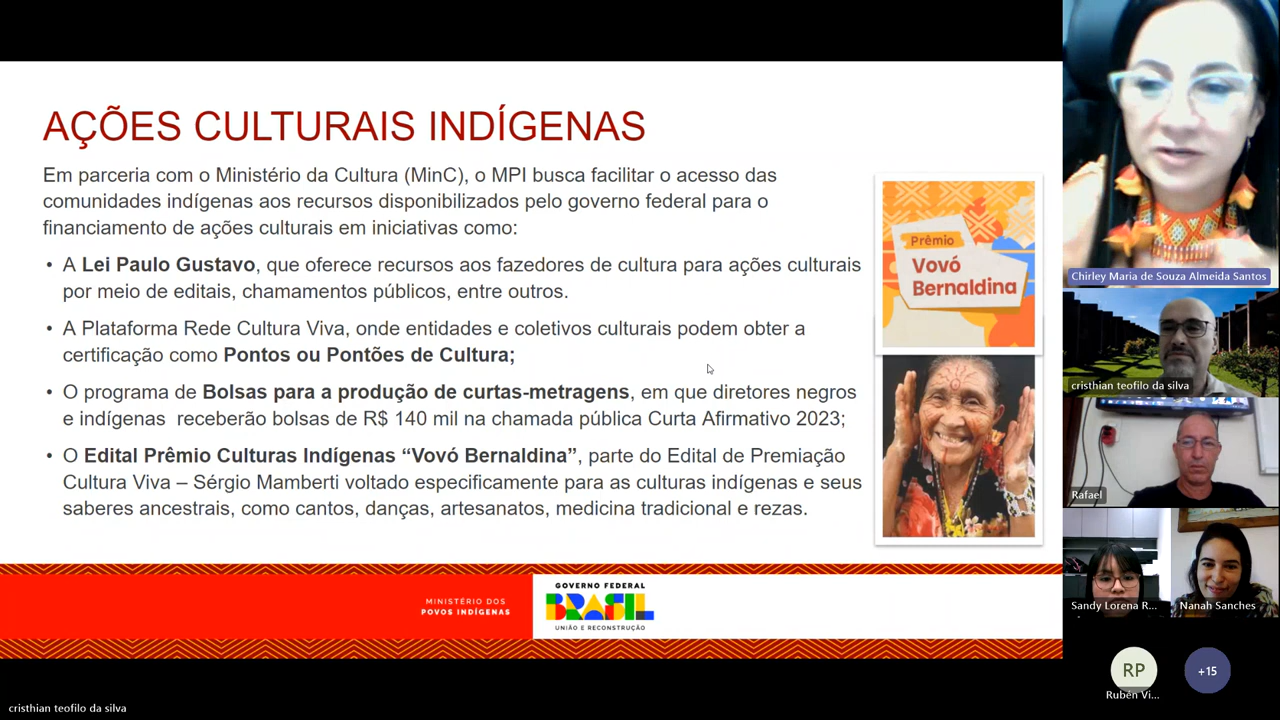 AÇÕES CULTURAIS INDÍGENAS
Em parceria com o Ministério da Cultura (MinC), o MPI busca facilitar o acesso das
comunidades indígenas aos recursos disponibilizados pelo governo federal para o
financiamento de ações culturais em iniciativas como:
• A Lei Paulo Gustavo, que oferece recursos aos fazedores de cultura para ações culturais
por meio de editais, chamamentos públicos, entre outros.
• A Plataforma Rede Cultura Viva, onde entidades e coletivos culturais podem obter a
certificação como Pontos ou Pontões de Cultura;
• O programa de Bolsas para a produção de curtas-metragens, em que diretores negros
e indígenas receberão bolsas de R$ 140 mil na chamada pública Curta Afirmativo 2023;
• O Edital Prêmio Culturas Indígenas “Vovó Bernaldina”, parte do Edital de Premiação
Cultura Viva – Sérgio Mamberti voltado especificamente para as culturas indígenas e seus
saberes ancestrais, como cantos, danças, artesanatos, medicina tradicional e rezas.
Prêmio
Vovó
Bernaldina
MINISTÉRIO DOS
POVOS INDÍGENAS
GOVERNO FEDERAL
BRASIL
UNIÃO E RECONSTRUÇÃO
Chirley Maria de Souza Almeida Santos
cristhian teofilo da silva
Rafael
Sandy Lorena R...
Nanah Sanches
RP
Rubén Vi...
+15
cristhian teofilo da silva